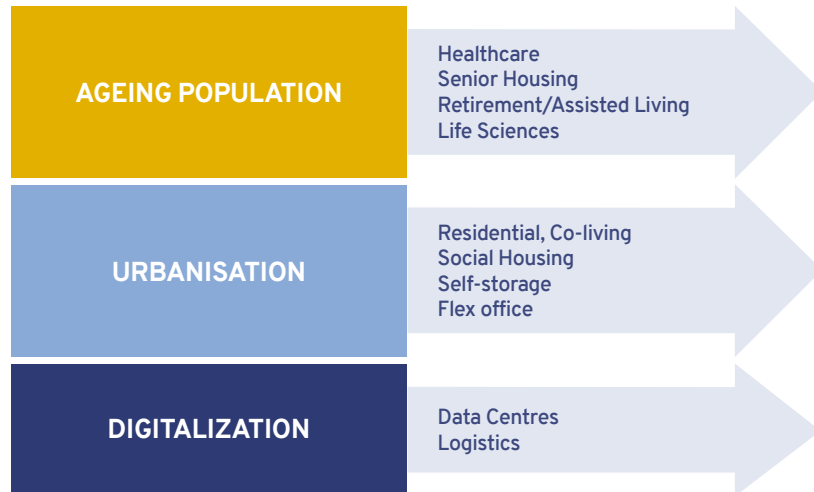 AGEING POPULATION
Healthcare
Senior Housing
Retirement/Assisted Living
Life Sciences
URBANISATION
Residential, Co-living
Social Housing
Self-storage
Flex office
DIGITALIZATION
Data Centres
Logistics